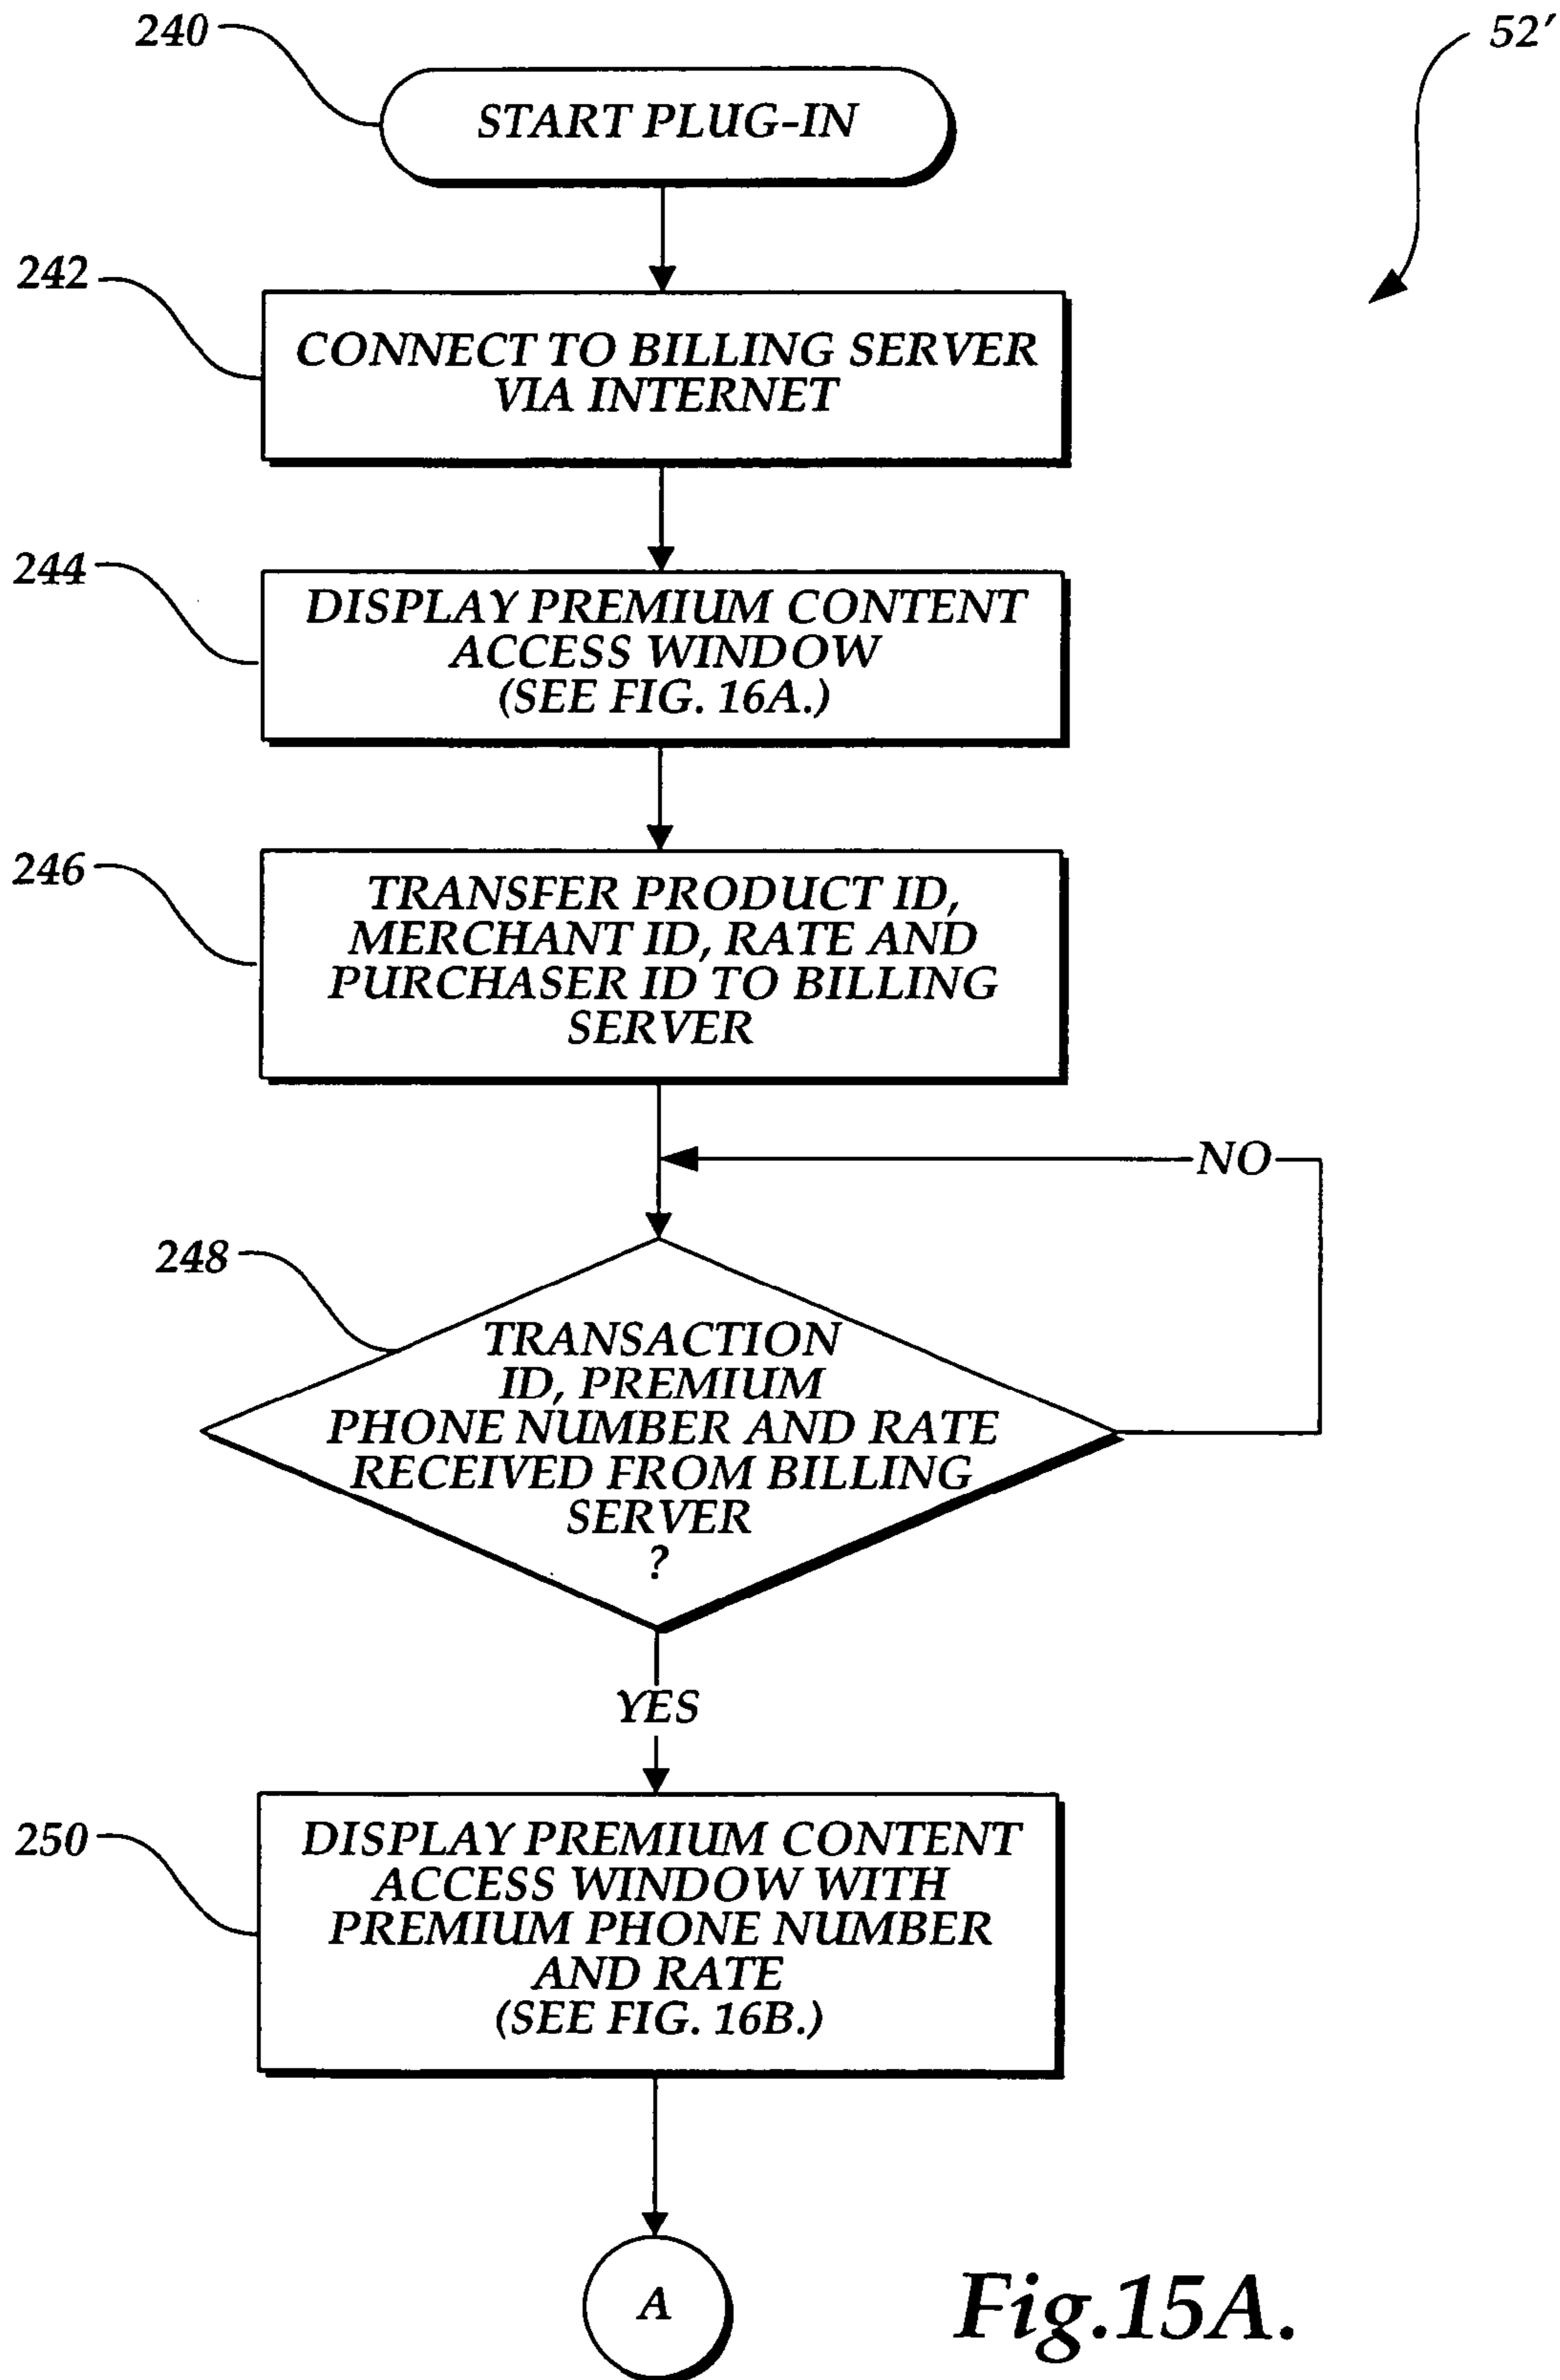 240
52'
START PLUG-IN
242
CONNECT TO BILLING SERVER
VIA INTERNET
244
DISPLAY PREMIUM CONTENT
ACCESS WINDOW
(SEE FIG. 16A.)
246
TRANSFER PRODUCT ID,
MERCHANT ID, RATE AND
PURCHASER ID TO BILLING
SERVER
NO
248
TRANSACTION
ID, PREMIUM
PHONE NUMBER AND RATE
RECEIVED FROM BILLING
SERVER
?
YES
250
DISPLAY PREMIUM CONTENT
ACCESS WINDOW WITH
PREMIUM PHONE NUMBER
AND RATE
(SEE FIG. 16B.)
A
Fig.15A.